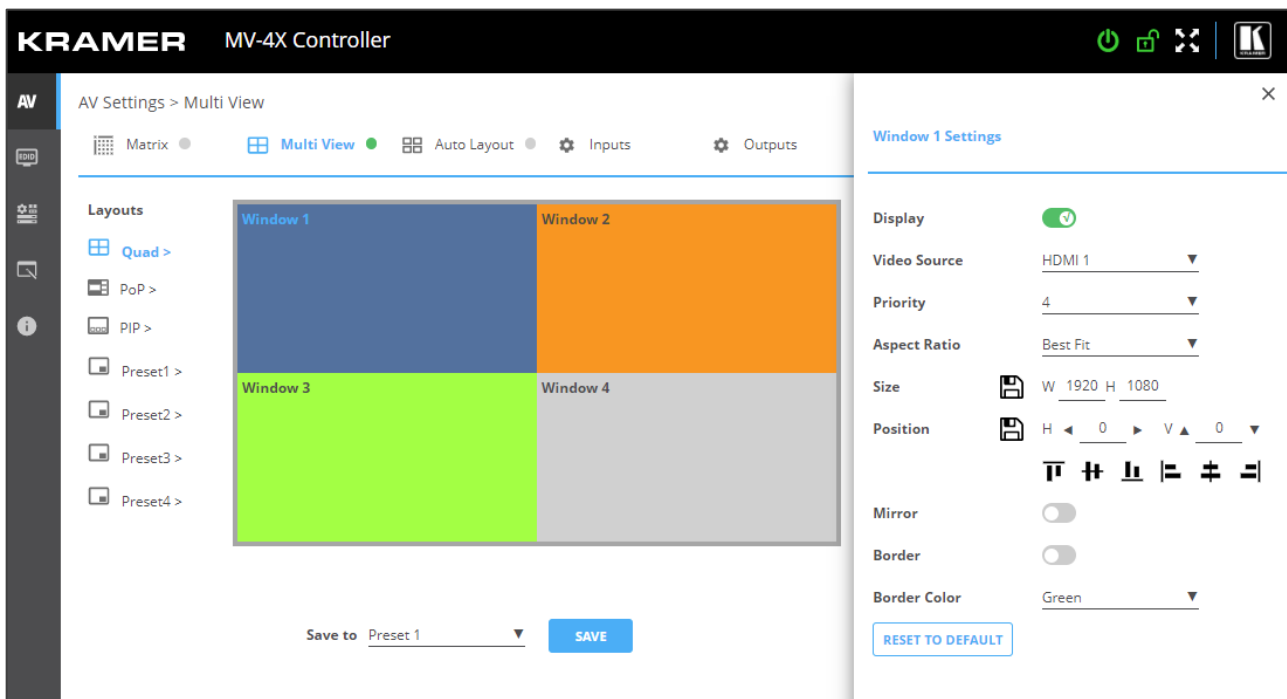 KRAMER MV-4X Controller
KRAMER
AV
AV Settings > Multi View
Matrix Multi View Auto Layout Inputs Outputs
EDID
Layouts
Quad >
PoP >
PIP >
Preset1 >
Preset2 >
Preset3 >
Preset4 >
Window 1 Window 2
Window 3 Window 4
Save to Preset 1 SAVE
Window 1 Settings
Display
Video Source HDMI 1
Priority 4
Aspect Ratio Best Fit
Size W 1920 H 1080
Position H 0 V 0
Mirror
Border
Border Color Green
RESET TO DEFAULT